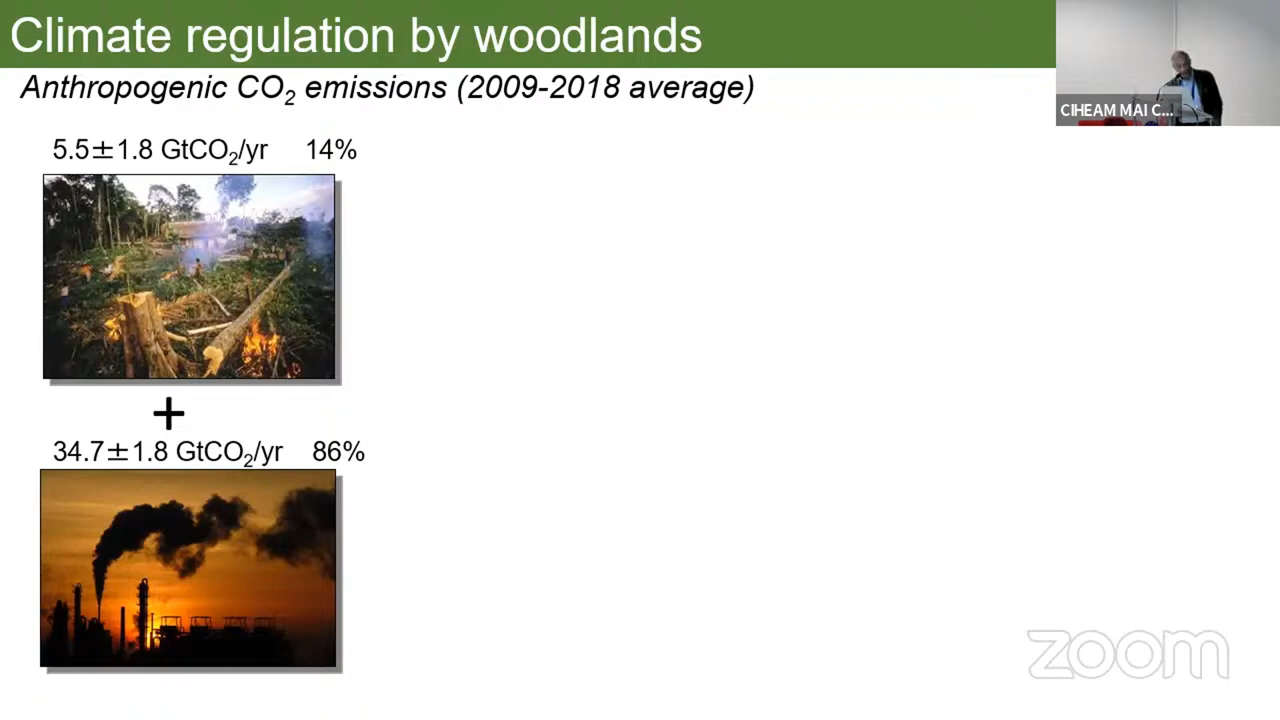 Climate regulation by woodlands
Anthropogenic CO₂ emissions (2009-2018 average)
CIHEAM MAI C...
5.5±1.8 GtCO₂/yr 14%
+
34.7±1.8 GtCO₂/yr 86%
zoom